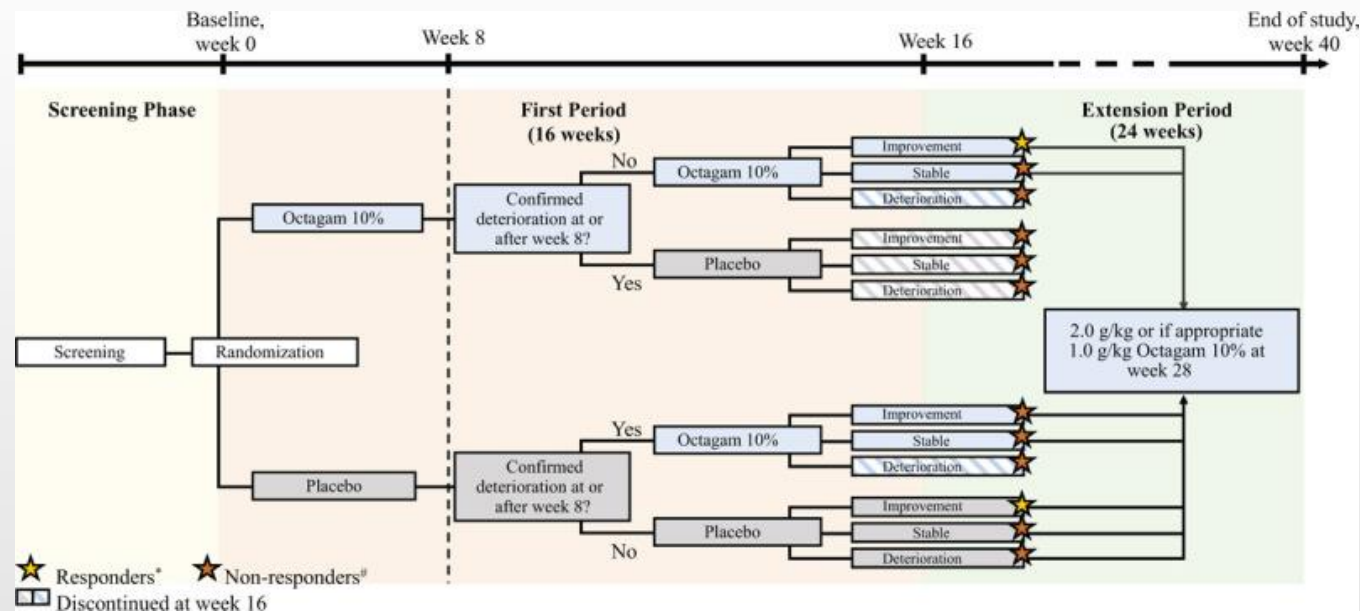 Baseline,
week 0
Week 8
Week 16
End of study,
week 40
Screening Phase
First Period
(16 weeks)
Extension Period
(24 weeks)
Screening
Randomization
Octagam 10%
Confirmed
deterioration at or
after week 8?
No
Octagam 10%
Improvement
Stable
Deterioration
Yes
Placebo
Improvement
Stable
Deterioration
2.0 g/kg or if appropriate
1.0 g/kg Octagam 10% at
week 28
Placebo
Confirmed
deterioration at or
after week 8?
Yes
Octagam 10%
Improvement
Stable
Deterioration
No
Placebo
Improvement
Stable
Deterioration
Responders*
Non-responders#
Discontinued at week 16